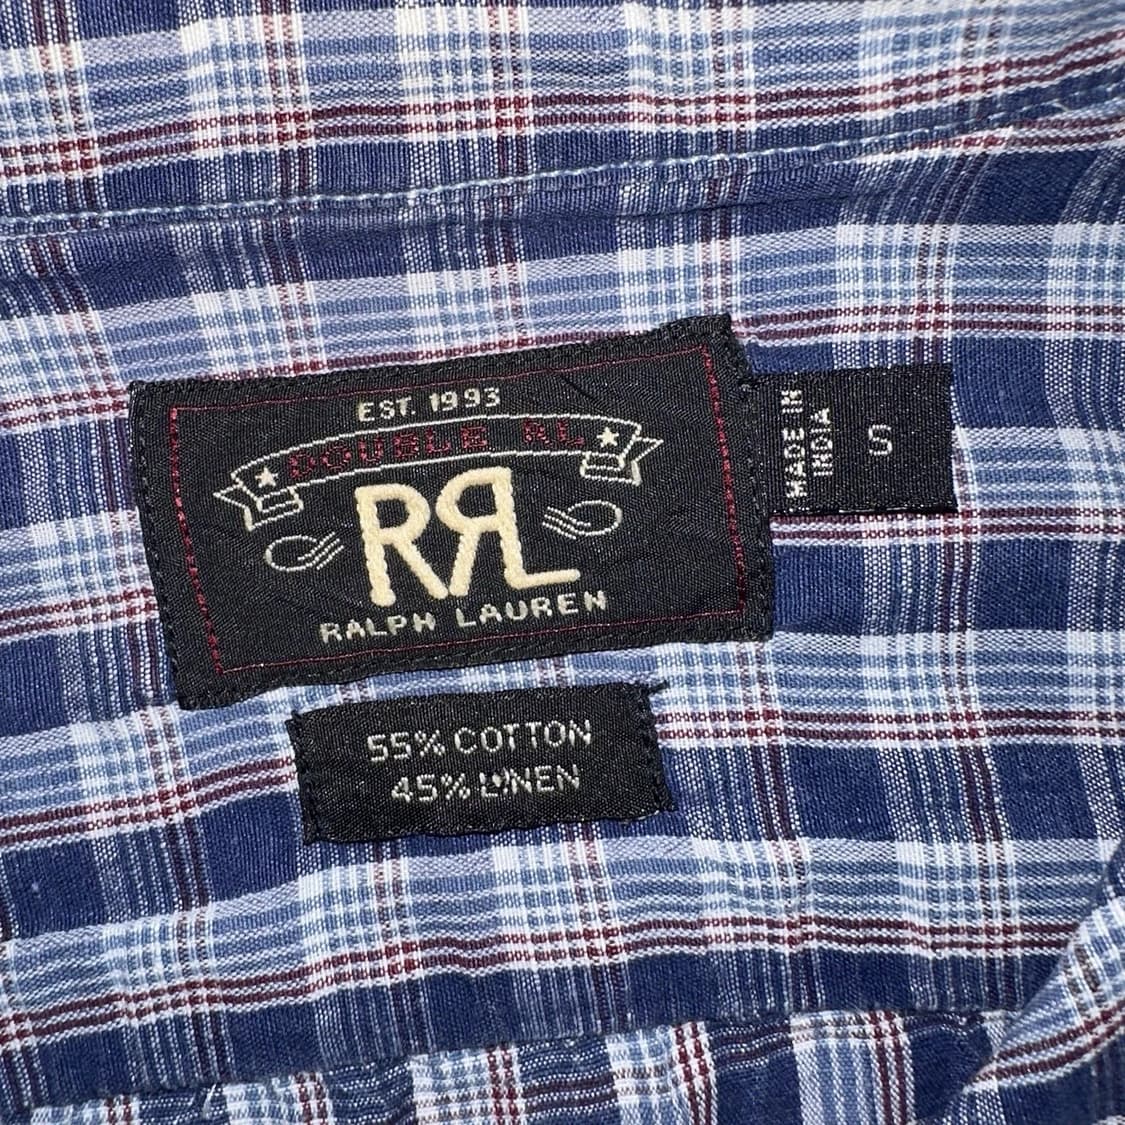 EST. 1993
DOUBLE RL
RRL
RALPH LAUREN
MADE IN
INDIA
S
55% COTTON
45% LINEN